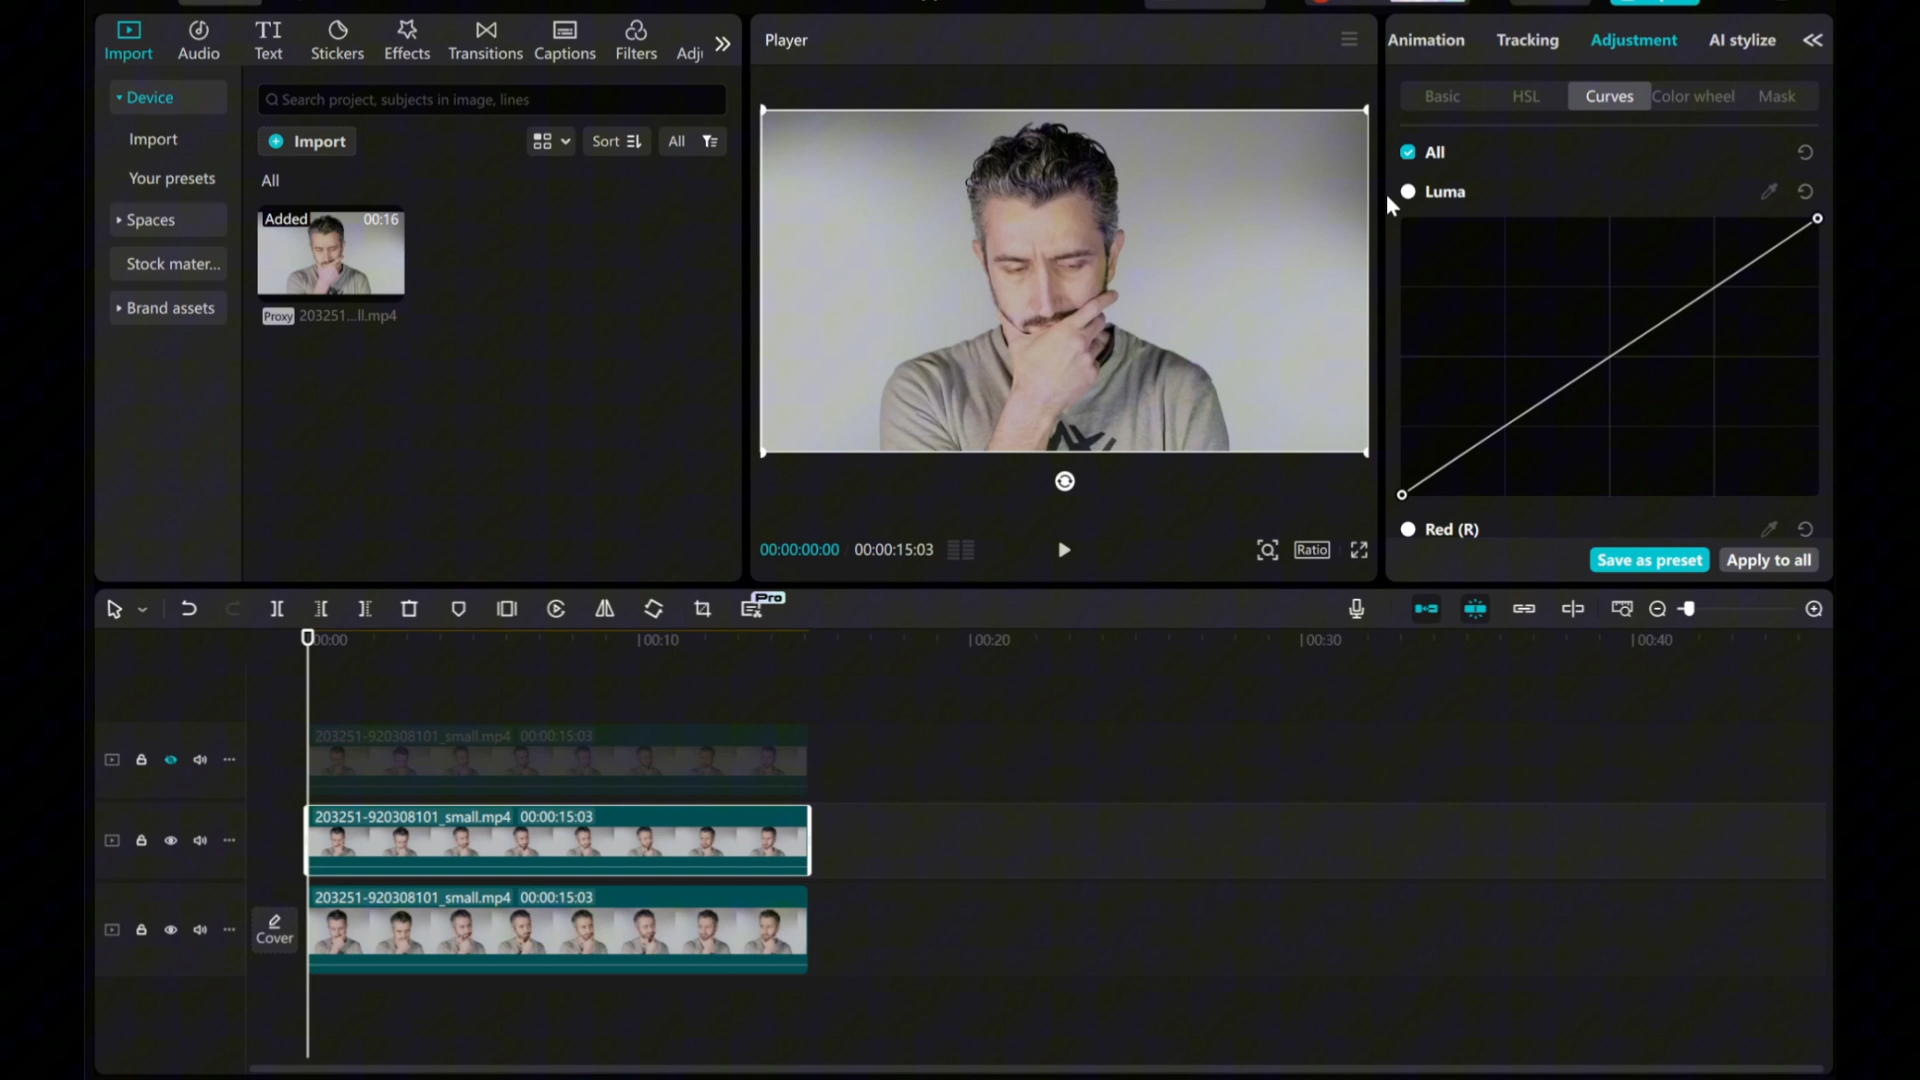 Import
Audio
TI
Text
Stickers
Effects
Transitions
Captions
Filters
Adj
Device
Import
Your presets
Spaces
Stock mater...
Brand assets
Search project, subjects in image, lines
Import
Sort
All
All
Added
00:16
Proxy
203251...ll.mp4
Player
00:00:00:00
00:00:15:03
Ratio
Animation
Tracking
Adjustment
AI stylize
Basic
HSL
Curves
Color wheel
Mask
All
Luma
Red (R)
Save as preset
Apply to all
Pro
00:00
00:10
00:20
00:30
00:40
203251-920308101_small.mp4 00:00:15:03
203251-920308101_small.mp4 00:00:15:03
203251-920308101_small.mp4 00:00:15:03
Cover